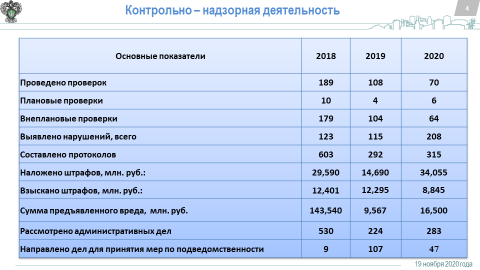 Контрольно – надзорная деятельность
4
Основные показатели 2018 2019 2020
Проведено проверок 189 108 70
Плановые проверки 10 4 6
Внеплановые проверки 179 104 64
Выявлено нарушений, всего 123 115 208
Составлено протоколов 603 292 315
Наложено штрафов, млн. руб.: 29,590 14,690 34,055
Взыскано штрафов, млн. руб.: 12,401 12,295 8,845
Сумма предъявленного вреда, млн. руб. 143,540 9,567 16,500
Рассмотрено административных дел 530 224 283
Направлено дел для принятия мер по подведомственности 9 107 47
19 ноября 2020 года